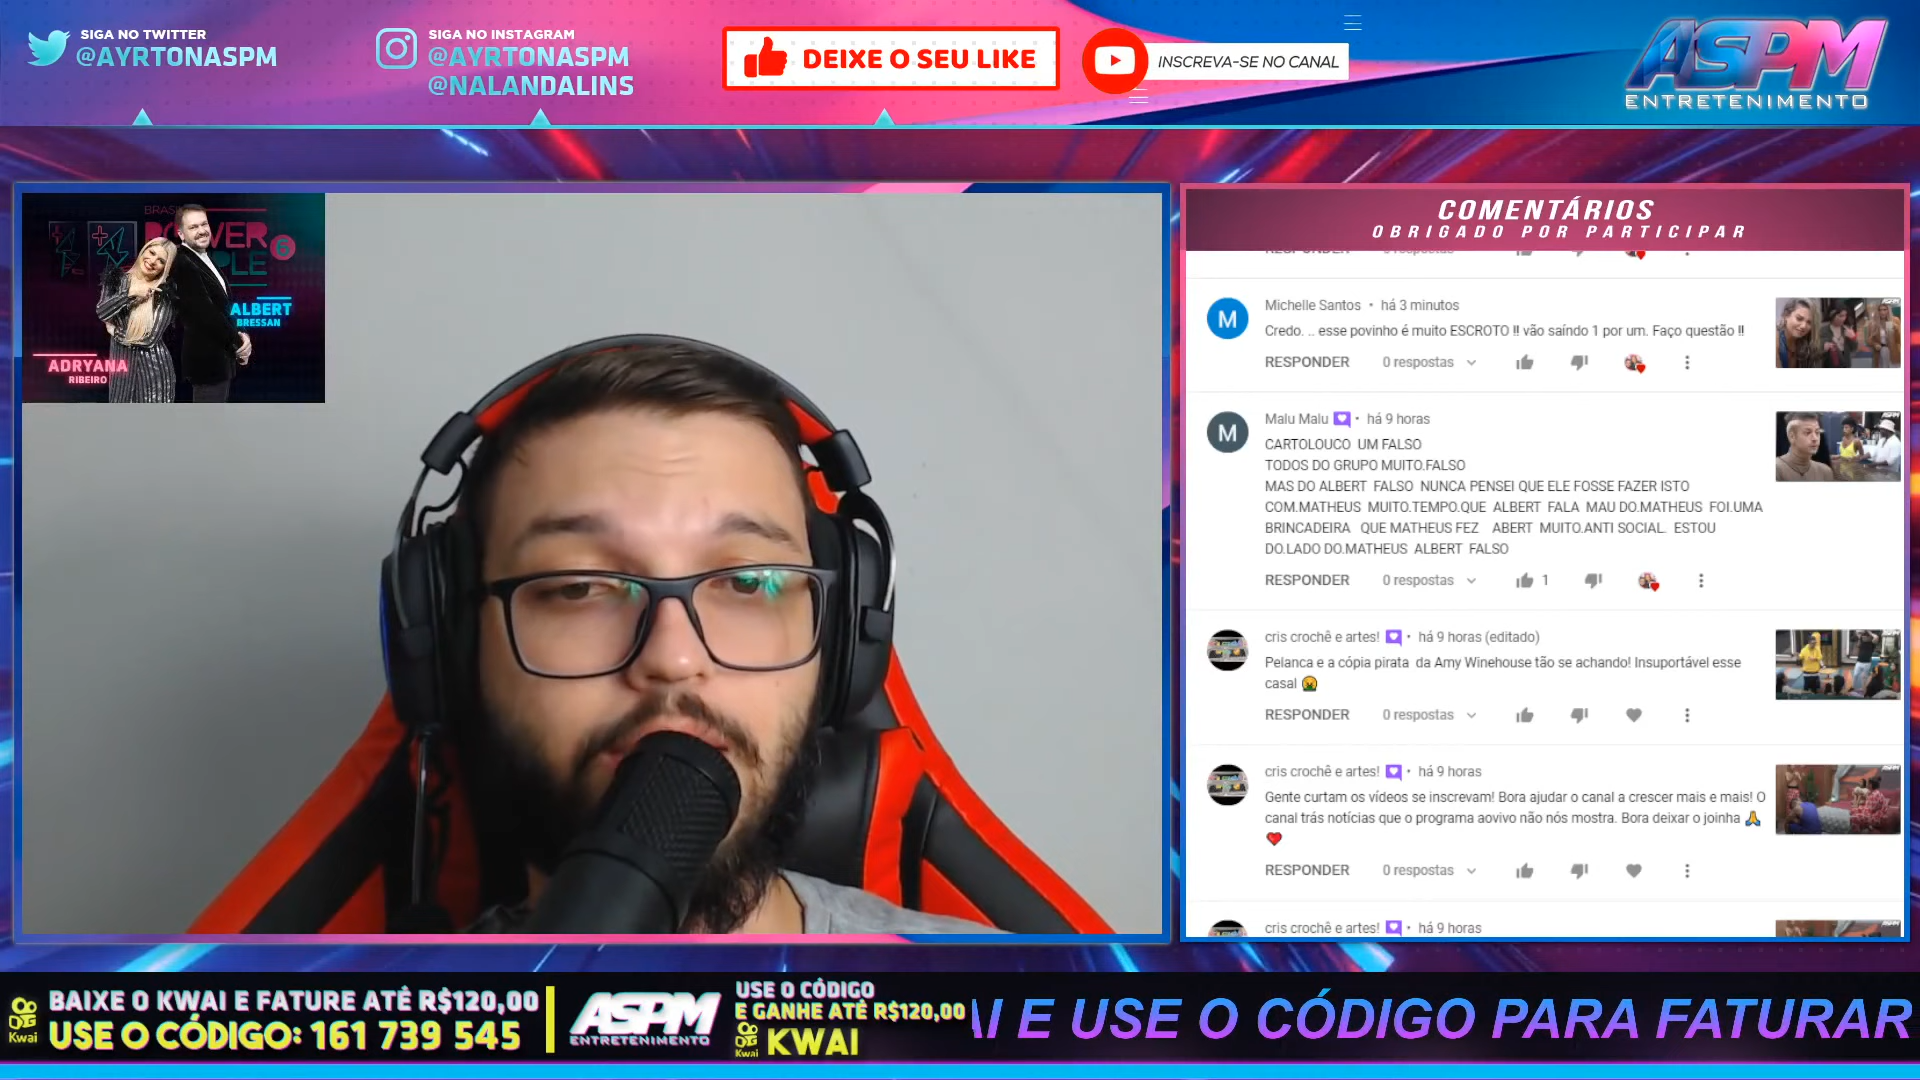 SIGA NO TWITTER
@AYRTONASPM
SIGA NO INSTAGRAM
@AYRTONASPM
@NALANDALINS
DEIXE O SEU LIKE
INSCREVA-SE NO CANAL
ASPM
ENTRETENIMENTO
POWER
ALBERT
BRESSAN
ADRYANA
RIBEIRO
COMENTÁRIOS
OBRIGADO POR PARTICIPAR
Michelle Santos • há 3 minutos
Credo. .. esse povinho é muito ESCROTO !! vão saíndo 1 por um. Faço questão !!
RESPONDER 0 respostas
M
Malu Malu • há 9 horas
M
CARTOLOUCO UM FALSO
TODOS DO GRUPO MUITO.FALSO
MAS DO ALBERT FALSO NUNCA PENSEI QUE ELE FOSSE FAZER ISTO
COM.MATHEUS MUITO.TEMPO.QUE ALBERT FALA MAU DO.MATHEUS FOI.UMA
BRINCADEIRA QUE MATHEUS FEZ ABERT MUITO.ANTI SOCIAL. ESTOU
DO.LADO DO.MATHEUS ALBERT FALSO
RESPONDER 0 respostas 1
cris crochê e artes! • há 9 horas (editado)
Pelanca e a cópia pirata da Amy Winehouse tão se achando! Insuportável esse
casal 🤮
RESPONDER 0 respostas
cris crochê e artes! • há 9 horas
Gente curtam os vídeos se inscrevam! Bora ajudar o canal a crescer mais e mais! O
canal trás notícias que o programa aovivo não nós mostra. Bora deixar o joinha 🙏
❤️
RESPONDER 0 respostas
cris crochê e artes! • há 9 horas
Kwai
BAIXE O KWAI E FATURE ATÉ R$120,00
USE O CÓDIGO: 161 739 545
ASPM
ENTRETENIMENTO
USE O CÓDIGO
E GANHE ATÉ R$120,00
Kwai
KWAI
AI E USE O CÓDIGO PARA FATURAR